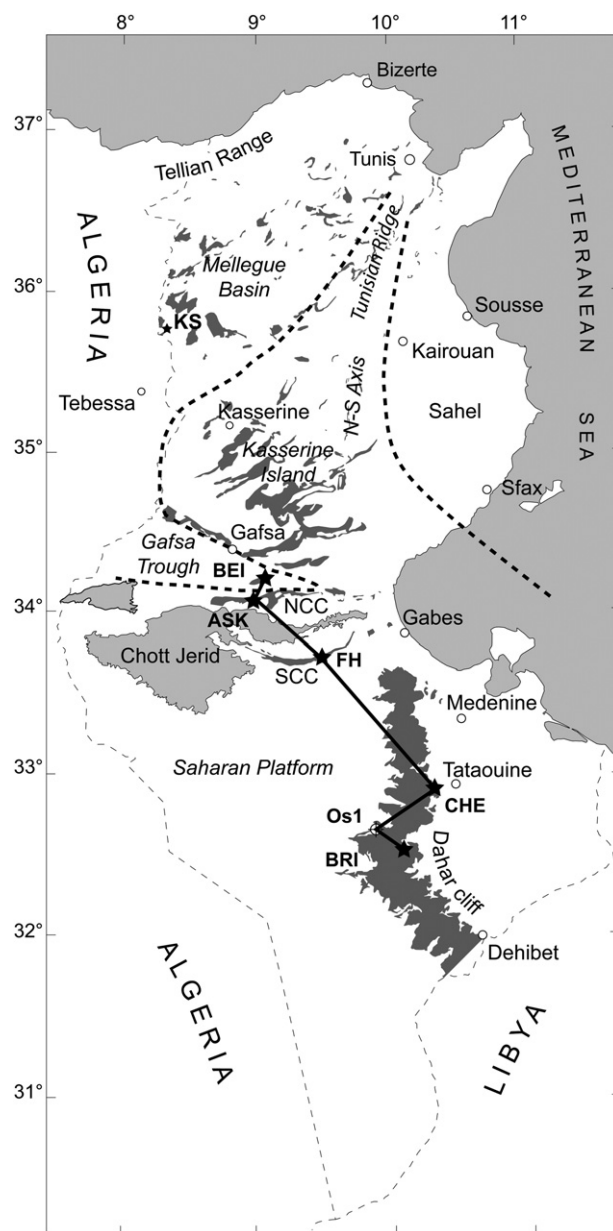 8°
9°
10°
11°
37°
36°
35°
34°
33°
32°
31°
Bizerte
Tellian Range
Tunis
MEDITERRANEAN
SEA
ALGERIA
Mellegue
Basin
Tunisian Ridge
KS
Sousse
Kairouan
N-S Axis
Tebessa
Kasserine
Sahel
Kasserine
Island
Sfax
Gafsa
Gafsa
Trough
BEI
NCC
ASK
Gabes
Chott Jerid
FH
SCC
Medenine
Saharan Platform
Tataouine
CHE
Os1
BRI
Dahar cliff
Dehibet
ALGERIA
LIBYA